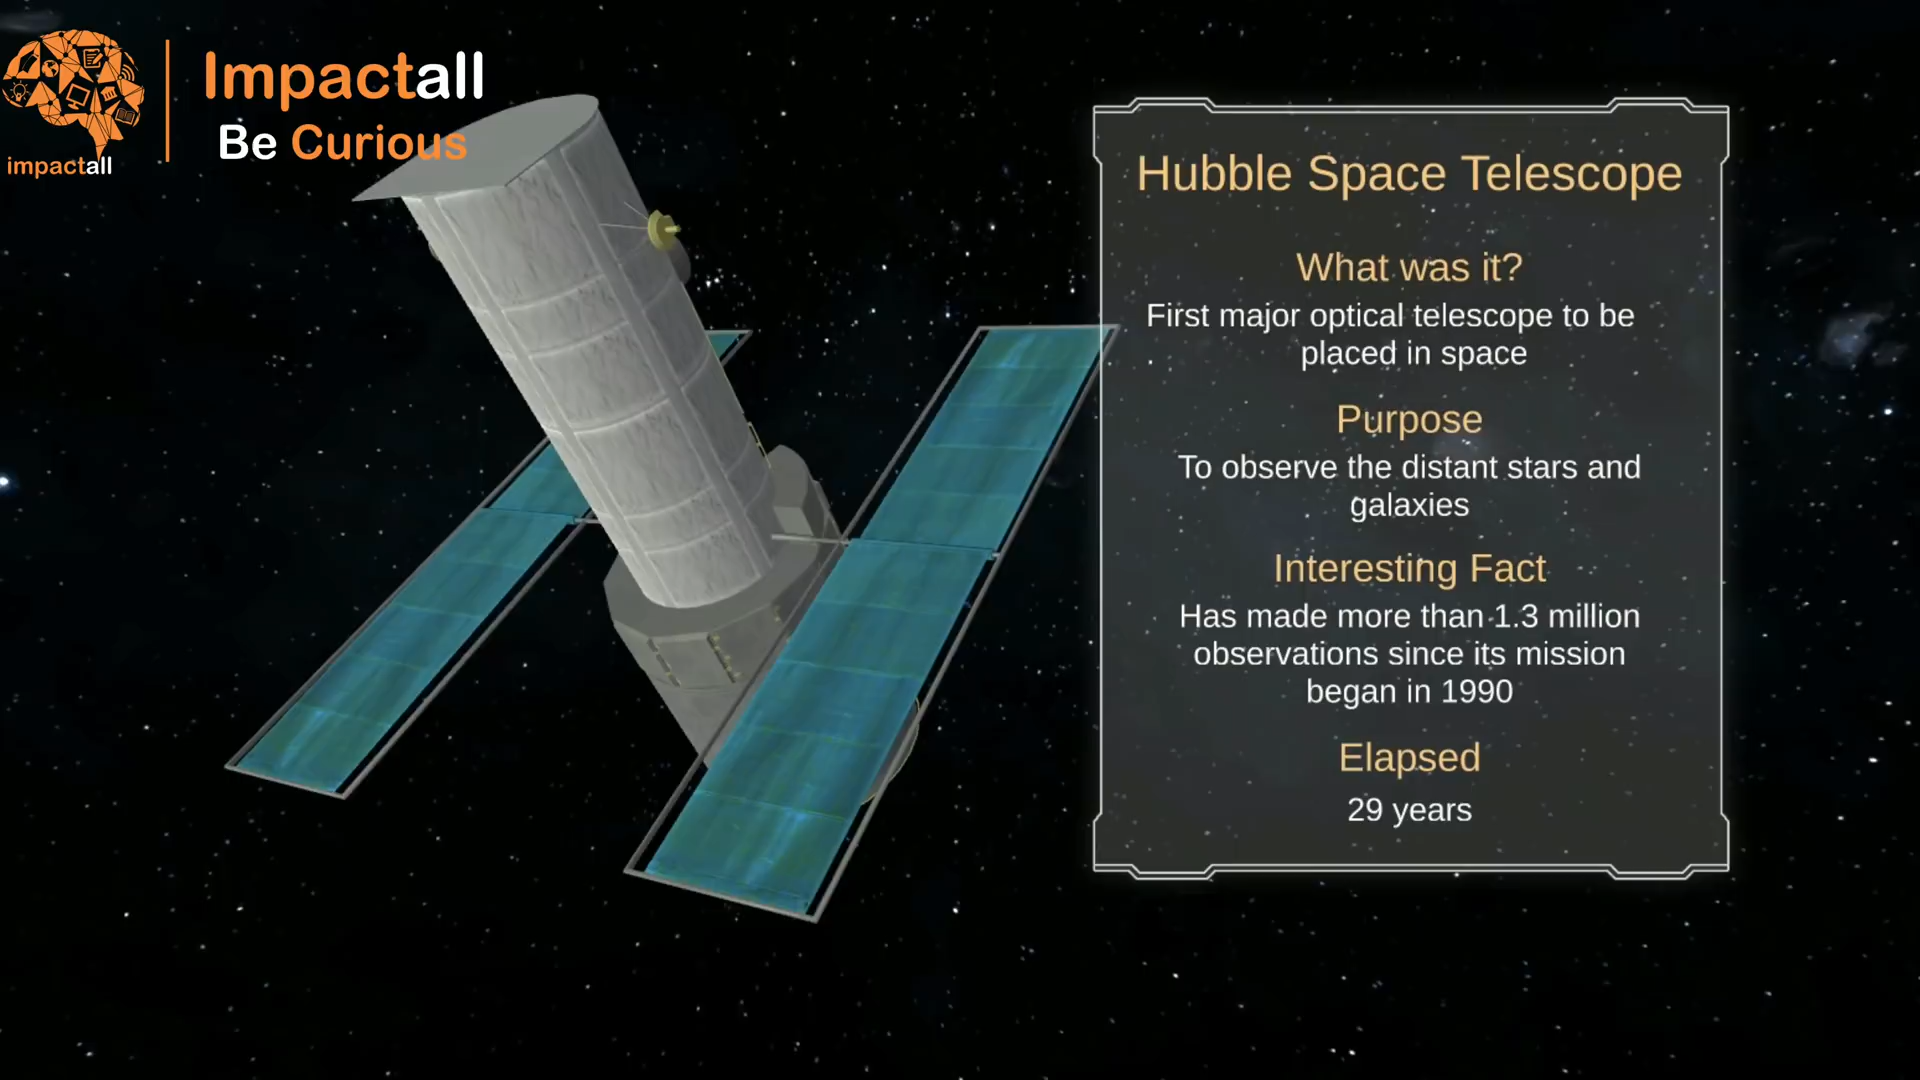 Impactall
Be Curious
impactall
Hubble Space Telescope
What was it?
First major optical telescope to be
placed in space
Purpose
To observe the distant stars and
galaxies
Interesting Fact
Has made more than 1.3 million
observations since its mission
began in 1990
Elapsed
29 years